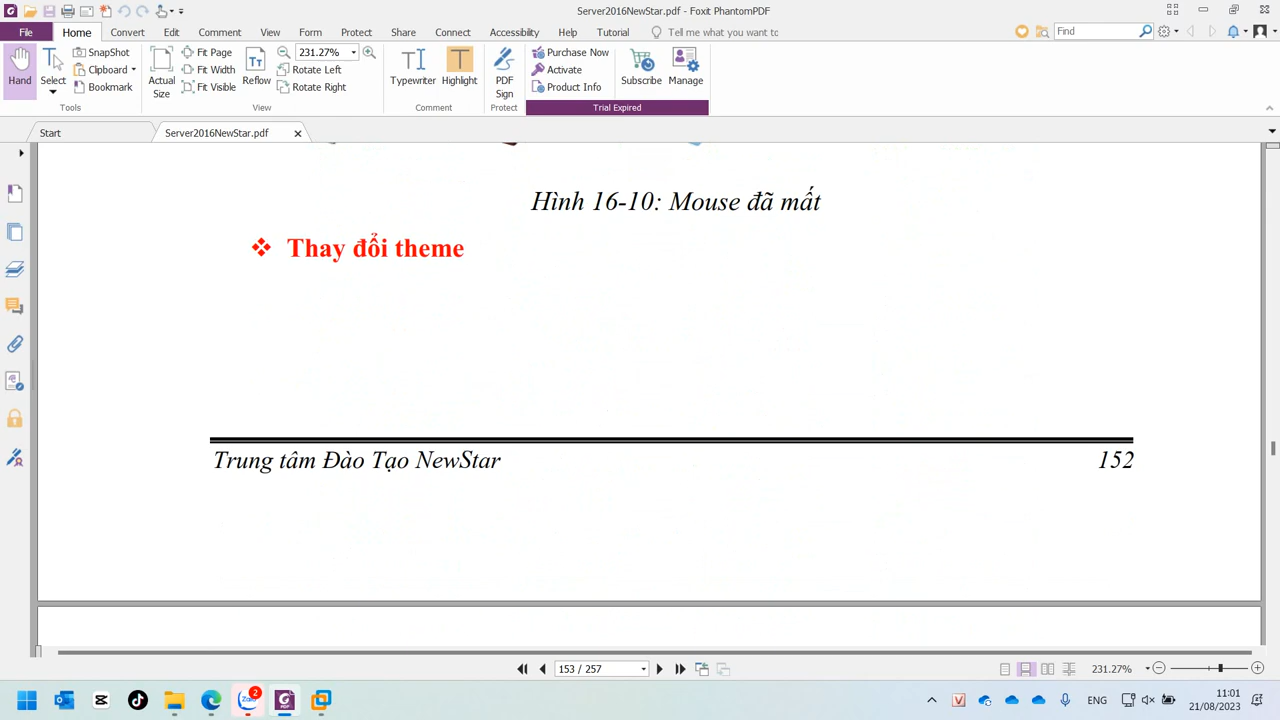 Server2016NewStar.pdf - Foxit PhantomPDF
File Home Convert Edit Comment View Form Protect Share Connect Accessibility Help Tutorial Tell me what you want to Find
Hand
Select
SnapShot
Clipboard
Bookmark
Tools
Actual Size
Fit Page
Fit Width
Fit Visible
Reflow
231.27%
Rotate Left
Rotate Right
View
Typewriter
Highlight
Comment
PDF Sign
Protect
Purchase Now
Activate
Product Info
Subscribe
Manage
Trial Expired
Start
Server2016NewStar.pdf
Hình 16-10: Mouse đã mất
Thay đổi theme
Trung tâm Đào Tạo NewStar 152
153 / 257
231.27%
Zalo 2
PDF
ENG
11:01
21/08/2023